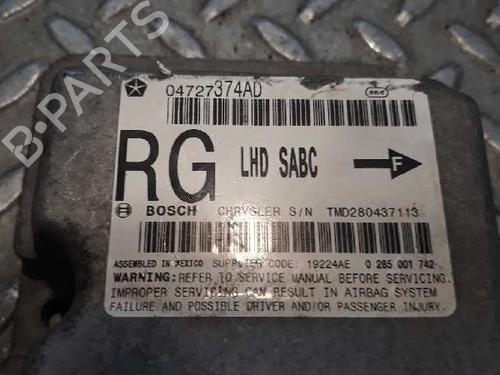 04727374AD
RG LHD SABC F
BOSCH CHRYSLER S/N TMD280437113
ASSEMBLED IN MEXICO SUPPLIER CODE: 19224AE 0 285 001 742
WARNING: REFER TO SERVICE MANUAL BEFORE SERVICING.
IMPROPER SERVICING CAN RESULT IN AIRBAG SYSTEM
FAILURE AND POSSIBLE DRIVER AND/OR PASSENGER INJURY.
B-PARTS